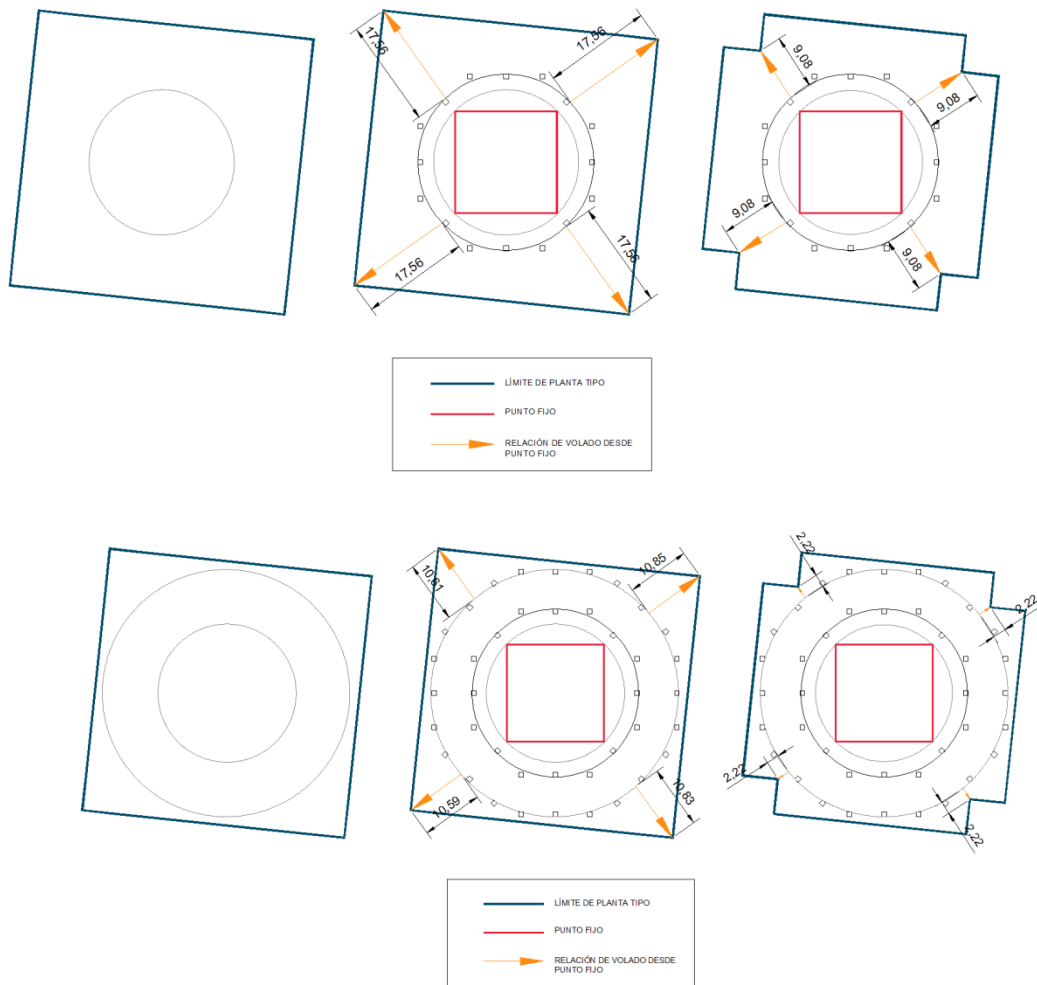 17,56
17,56
17,56
17,56
9,08
9,08
9,08
9,08
LÍMITE DE PLANTA TIPO
PUNTO FIJO
RELACIÓN DE VOLADO DESDE
PUNTO FIJO
10,61
10,85
10,59
10,83
2,22
2,22
2,22
2,22
LÍMITE DE PLANTA TIPO
PUNTO FIJO
RELACIÓN DE VOLADO DESDE
PUNTO FIJO